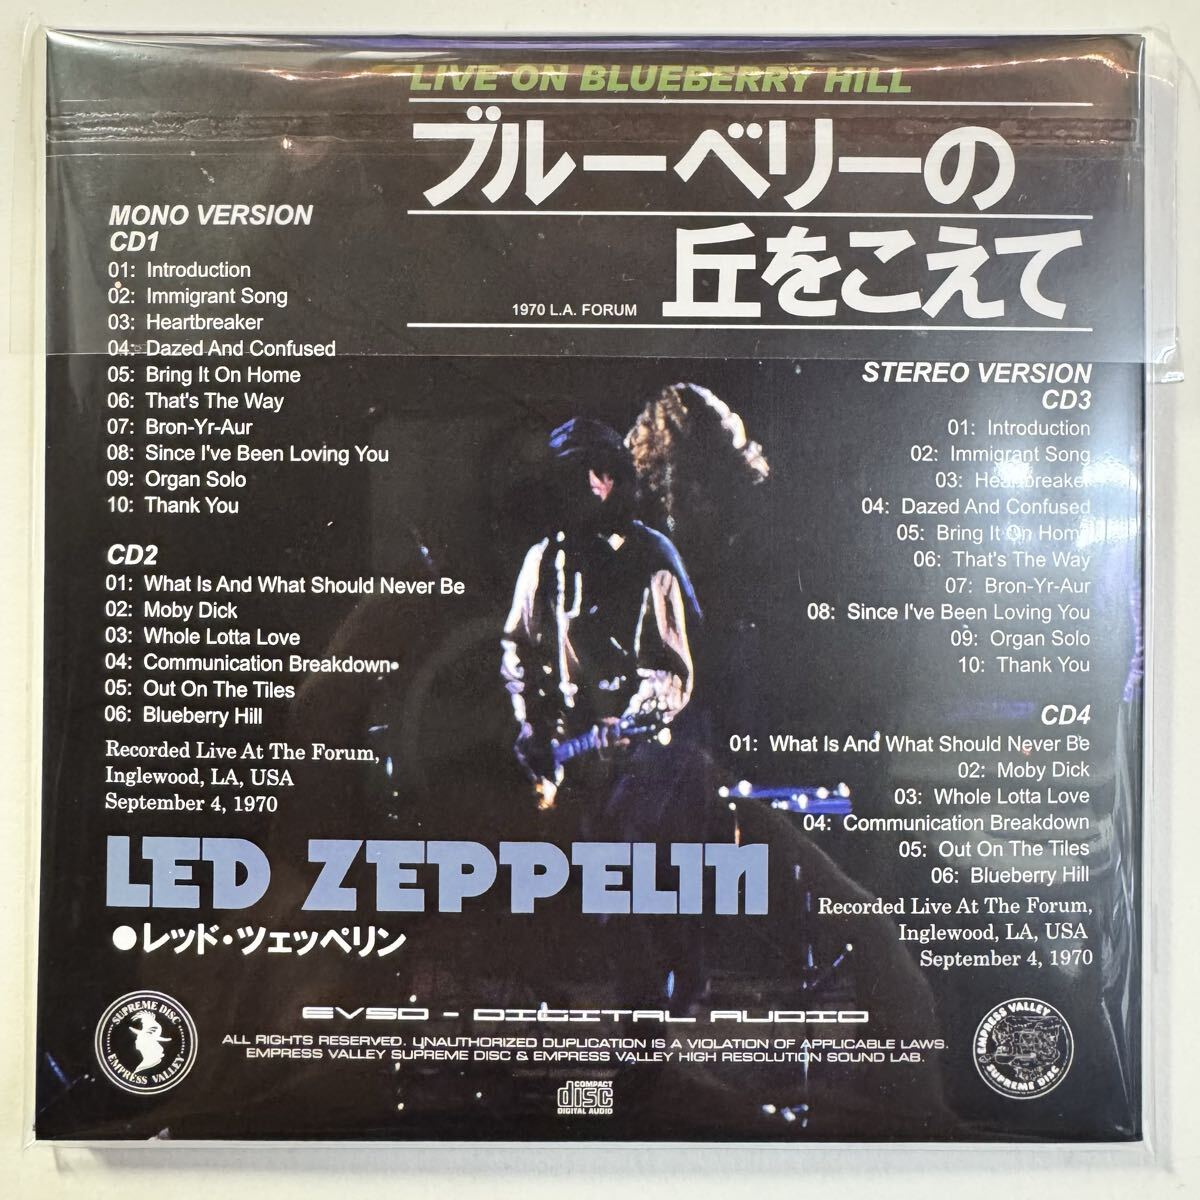 LIVE ON BLUEBERRY HILL
ブルーベリーの
丘をこえて
1970 L.A. FORUM
MONO VERSION
CD1
01: Introduction
02: Immigrant Song
03: Heartbreaker
04: Dazed And Confused
05: Bring It On Home
06: That's The Way
07: Bron-Yr-Aur
08: Since I've Been Loving You
09: Organ Solo
10: Thank You
CD2
01: What Is And What Should Never Be
02: Moby Dick
03: Whole Lotta Love
04: Communication Breakdown
05: Out On The Tiles
06: Blueberry Hill
Recorded Live At The Forum,
Inglewood, LA, USA
September 4, 1970
STEREO VERSION
CD3
01: Introduction
02: Immigrant Song
03: Heartbreaker
04: Dazed And Confused
05: Bring It On Home
06: That's The Way
07: Bron-Yr-Aur
08: Since I've Been Loving You
09: Organ Solo
10: Thank You
CD4
01: What Is And What Should Never Be
02: Moby Dick
03: Whole Lotta Love
04: Communication Breakdown
05: Out On The Tiles
06: Blueberry Hill
Recorded Live At The Forum,
Inglewood, LA, USA
September 4, 1970
LED ZEPPELIN
●レッド・ツェッペリン
SUPREME DISC
EMPRESS VALLEY
EVSD - DIGITAL AUDIO
ALL RIGHTS RESERVED. UNAUTHORIZED DUPLICATION IS A VIOLATION OF APPLICABLE LAWS.
EMPRESS VALLEY SUPREME DISC & EMPRESS VALLEY HIGH RESOLUTION SOUND LAB.
COMPACT
disc
DIGITAL AUDIO
EMPRESS VALLEY
SUPREME DISC